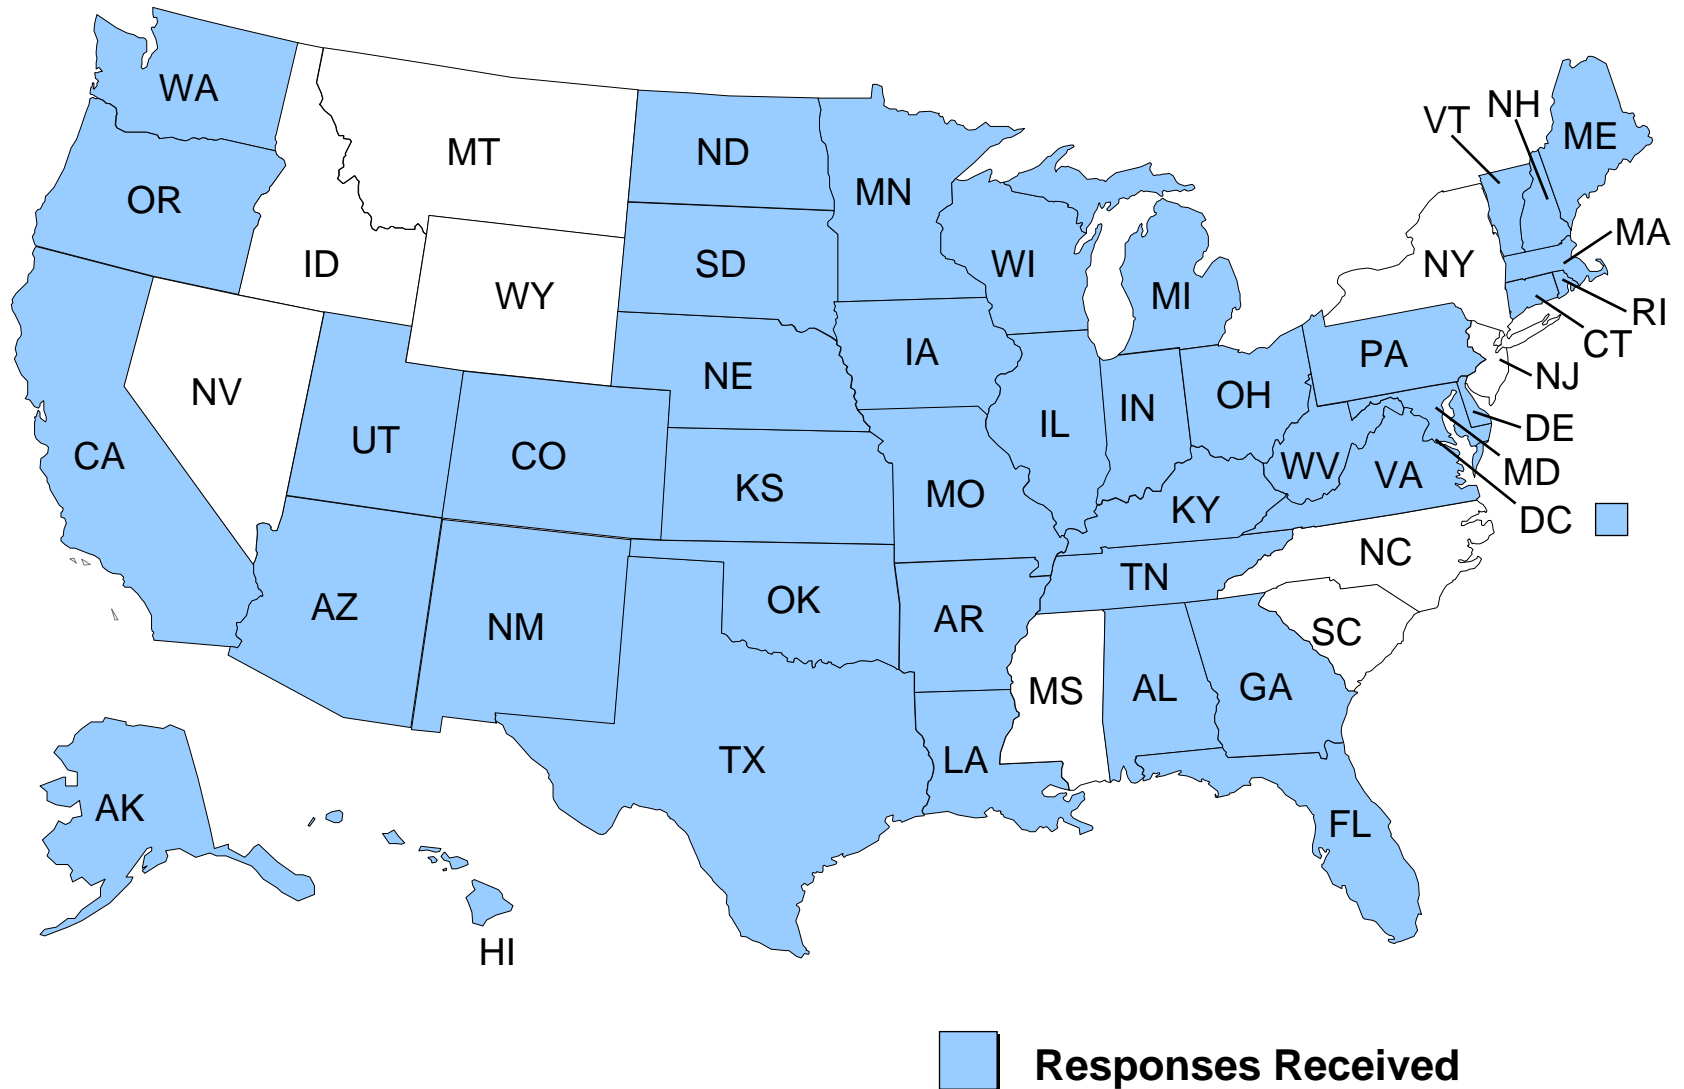 WA
OR
CA
NV
ID
MT
WY
UT
AZ
CO
NM
ND
SD
NE
KS
OK
TX
MN
IA
MO
AR
LA
WI
IL
MS
MI
IN
OH
KY
TN
AL
GA
FL
SC
NC
VA
WV
PA
NY
VT
NH
ME
MA
RI
CT
NJ
DE
MD
DC
AK
HI
Responses Received